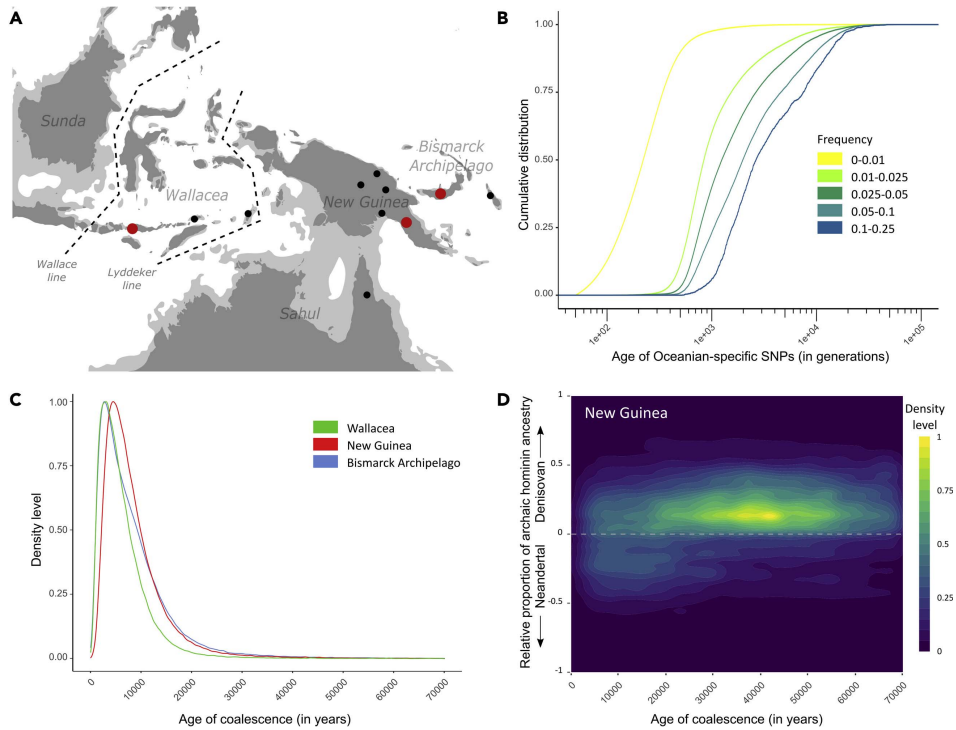 A
Sunda
Wallacea
Bismarck
Archipelago
New Guinea
Wallace
line
Lyddeker
line
Sahul
B
Cumulative distribution
1.00
0.75
0.50
0.25
0.00
Frequency
0-0.01
0.01-0.025
0.025-0.05
0.05-0.1
0.1-0.25
1e+02
1e+03
1e+04
1e+05
Age of Oceanian-specific SNPs (in generations)
C
Density level
1.00
0.75
0.50
0.25
0.00
Wallacea
New Guinea
Bismarck Archipelago
0
10000
20000
30000
40000
50000
60000
70000
Age of coalescence (in years)
D
New Guinea
Relative proportion of archaic hominin ancestry
Neandertal
Denisovan
1
0.5
0
-0.5
-1
0
10000
20000
30000
40000
50000
60000
70000
Age of coalescence (in years)
Density
level
1
0.75
0.5
0.25
0